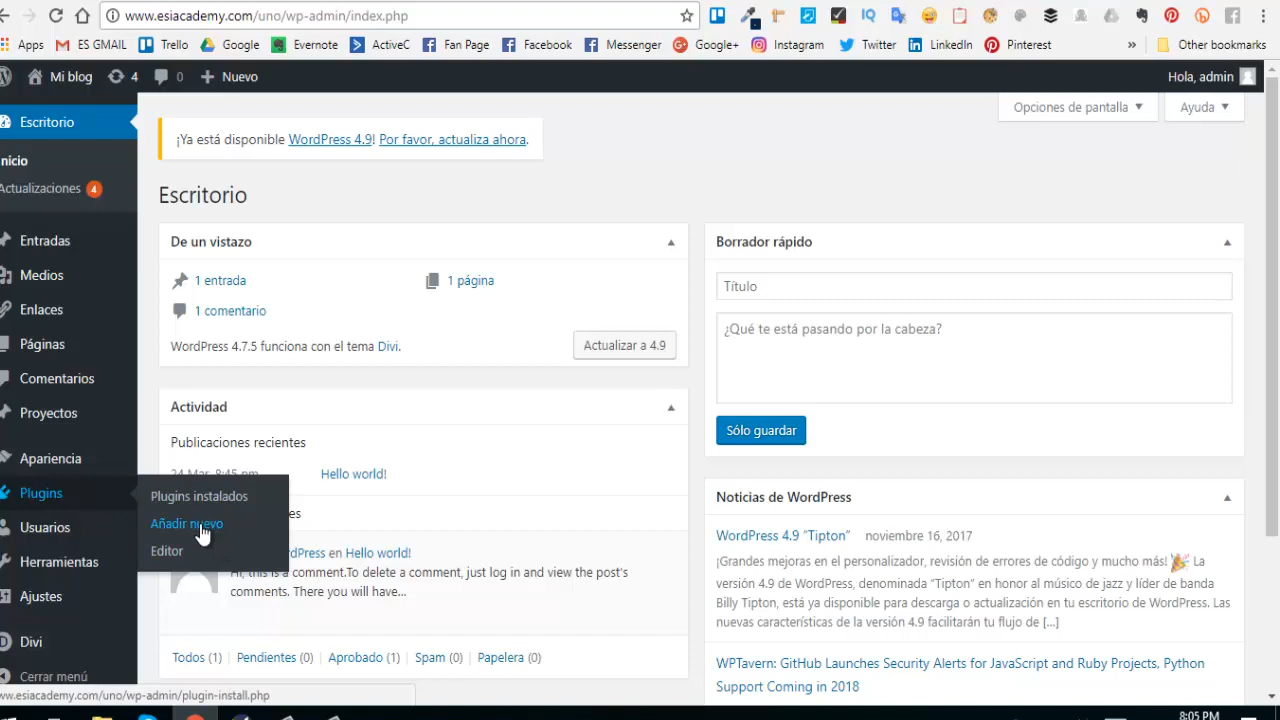 www.esiacademy.com/uno/wp-admin/index.php
Apps ES GMAIL Trello Google Evernote ActiveC Fan Page Facebook Messenger Google+ Instagram Twitter LinkedIn Pinterest » Other bookmarks
Mi blog 4 0 + Nuevo Hola, admin
Opciones de pantalla ▼ Ayuda ▼
Escritorio
Inicio
Actualizaciones 4
Entradas
Medios
Enlaces
Páginas
Comentarios
Proyectos
Apariencia
Plugins
Usuarios
Herramientas
Ajustes
Divi
Cerrar menú
Plugins instalados
Añadir nuevo
Editor
¡Ya está disponible WordPress 4.9! Por favor, actualiza ahora.
Escritorio
De un vistazo
1 entrada 1 página
1 comentario
WordPress 4.7.5 funciona con el tema Divi. Actualizar a 4.9
Actividad
Publicaciones recientes
24 Mar, 8:45 pm Hello world!
es
rdPress en Hello world!
Hi, this is a comment.To delete a comment, just log in and view the post's
comments. There you will have...
Todos (1) | Pendientes (0) | Aprobado (1) | Spam (0) | Papelera (0)
Borrador rápido
Título
¿Qué te está pasando por la cabeza?
Sólo guardar
Noticias de WordPress
WordPress 4.9 “Tipton” noviembre 16, 2017
¡Grandes mejoras en el personalizador, revisión de errores de código y mucho más! 🎉 La
versión 4.9 de WordPress, denominada “Tipton” en honor al músico de jazz y líder de banda
Billy Tipton, está ya disponible para descarga o actualización en tu escritorio de WordPress. Las
nuevas características de la versión 4.9 facilitarán tu flujo de […]
WPTavern: GitHub Launches Security Alerts for JavaScript and Ruby Projects, Python
Support Coming in 2018
ww.esiacademy.com/uno/wp-admin/plugin-install.php
8:05 PM